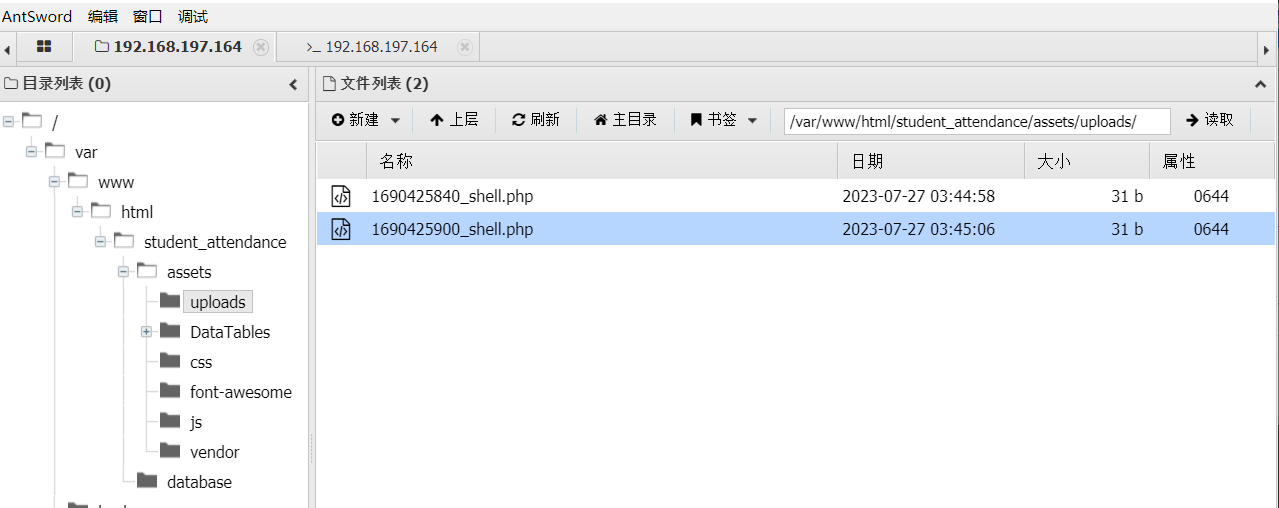 AntSword 编辑 窗口 调试
192.168.197.164 >_ 192.168.197.164
目录列表 (0)
文件列表 (2)
新建 上层 刷新 主目录 书签 /var/www/html/student_attendance/assets/uploads/ 读取
名称 日期 大小 属性
1690425840_shell.php 2023-07-27 03:44:58 31 b 0644
1690425900_shell.php 2023-07-27 03:45:06 31 b 0644
/
var
www
html
student_attendance
assets
uploads
DataTables
css
font-awesome
js
vendor
database